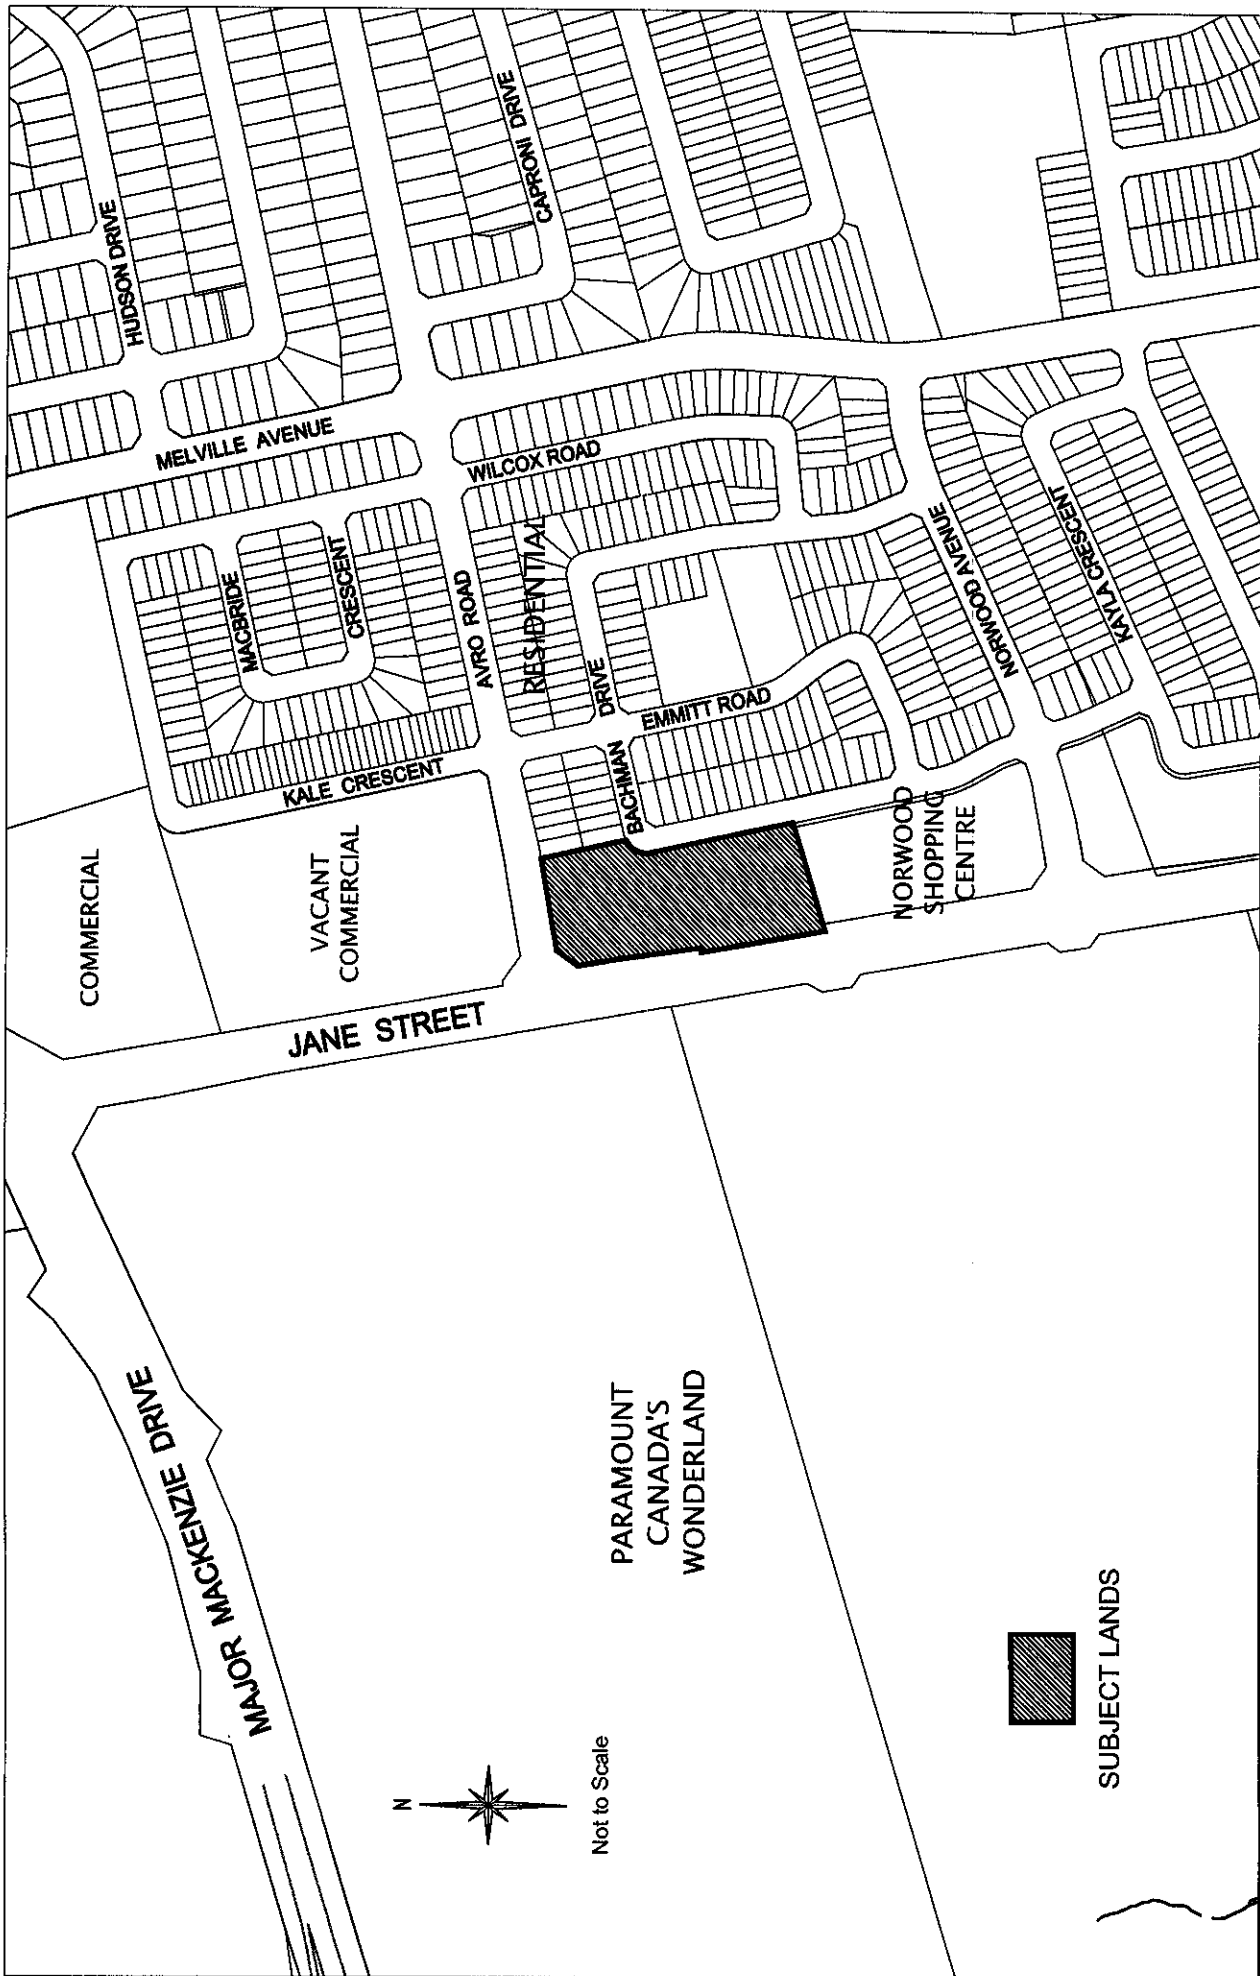 HUDSON DRIVE
CAPRONI DRIVE
MELVILLE AVENUE
WILCOX ROAD
MACBRIDE
CRESCENT
AVRO ROAD
RESIDENTIAL
NORWOOD AVENUE
KAYLA CRESCENT
KALE CRESCENT
BACHMAN
DRIVE
EMMITT ROAD
COMMERCIAL
VACANT
COMMERCIAL
NORWOOD
SHOPPING
CENTRE
JANE STREET
MAJOR MACKENZIE DRIVE
PARAMOUNT
CANADA'S
WONDERLAND
N
Not to Scale
SUBJECT LANDS